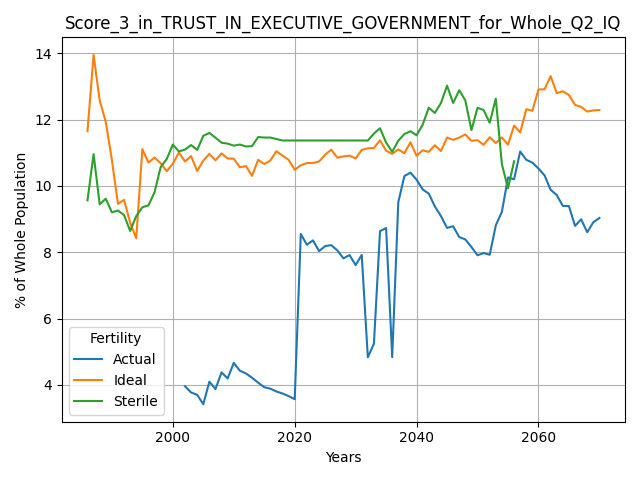 Score_3_in_TRUST_IN_EXECUTIVE_GOVERNMENT_for_Whole_Q2_IQ
14
12
10
8
6
4
% of Whole Population
Fertility
Actual
Ideal
Sterile
2000
2020
2040
2060
Years